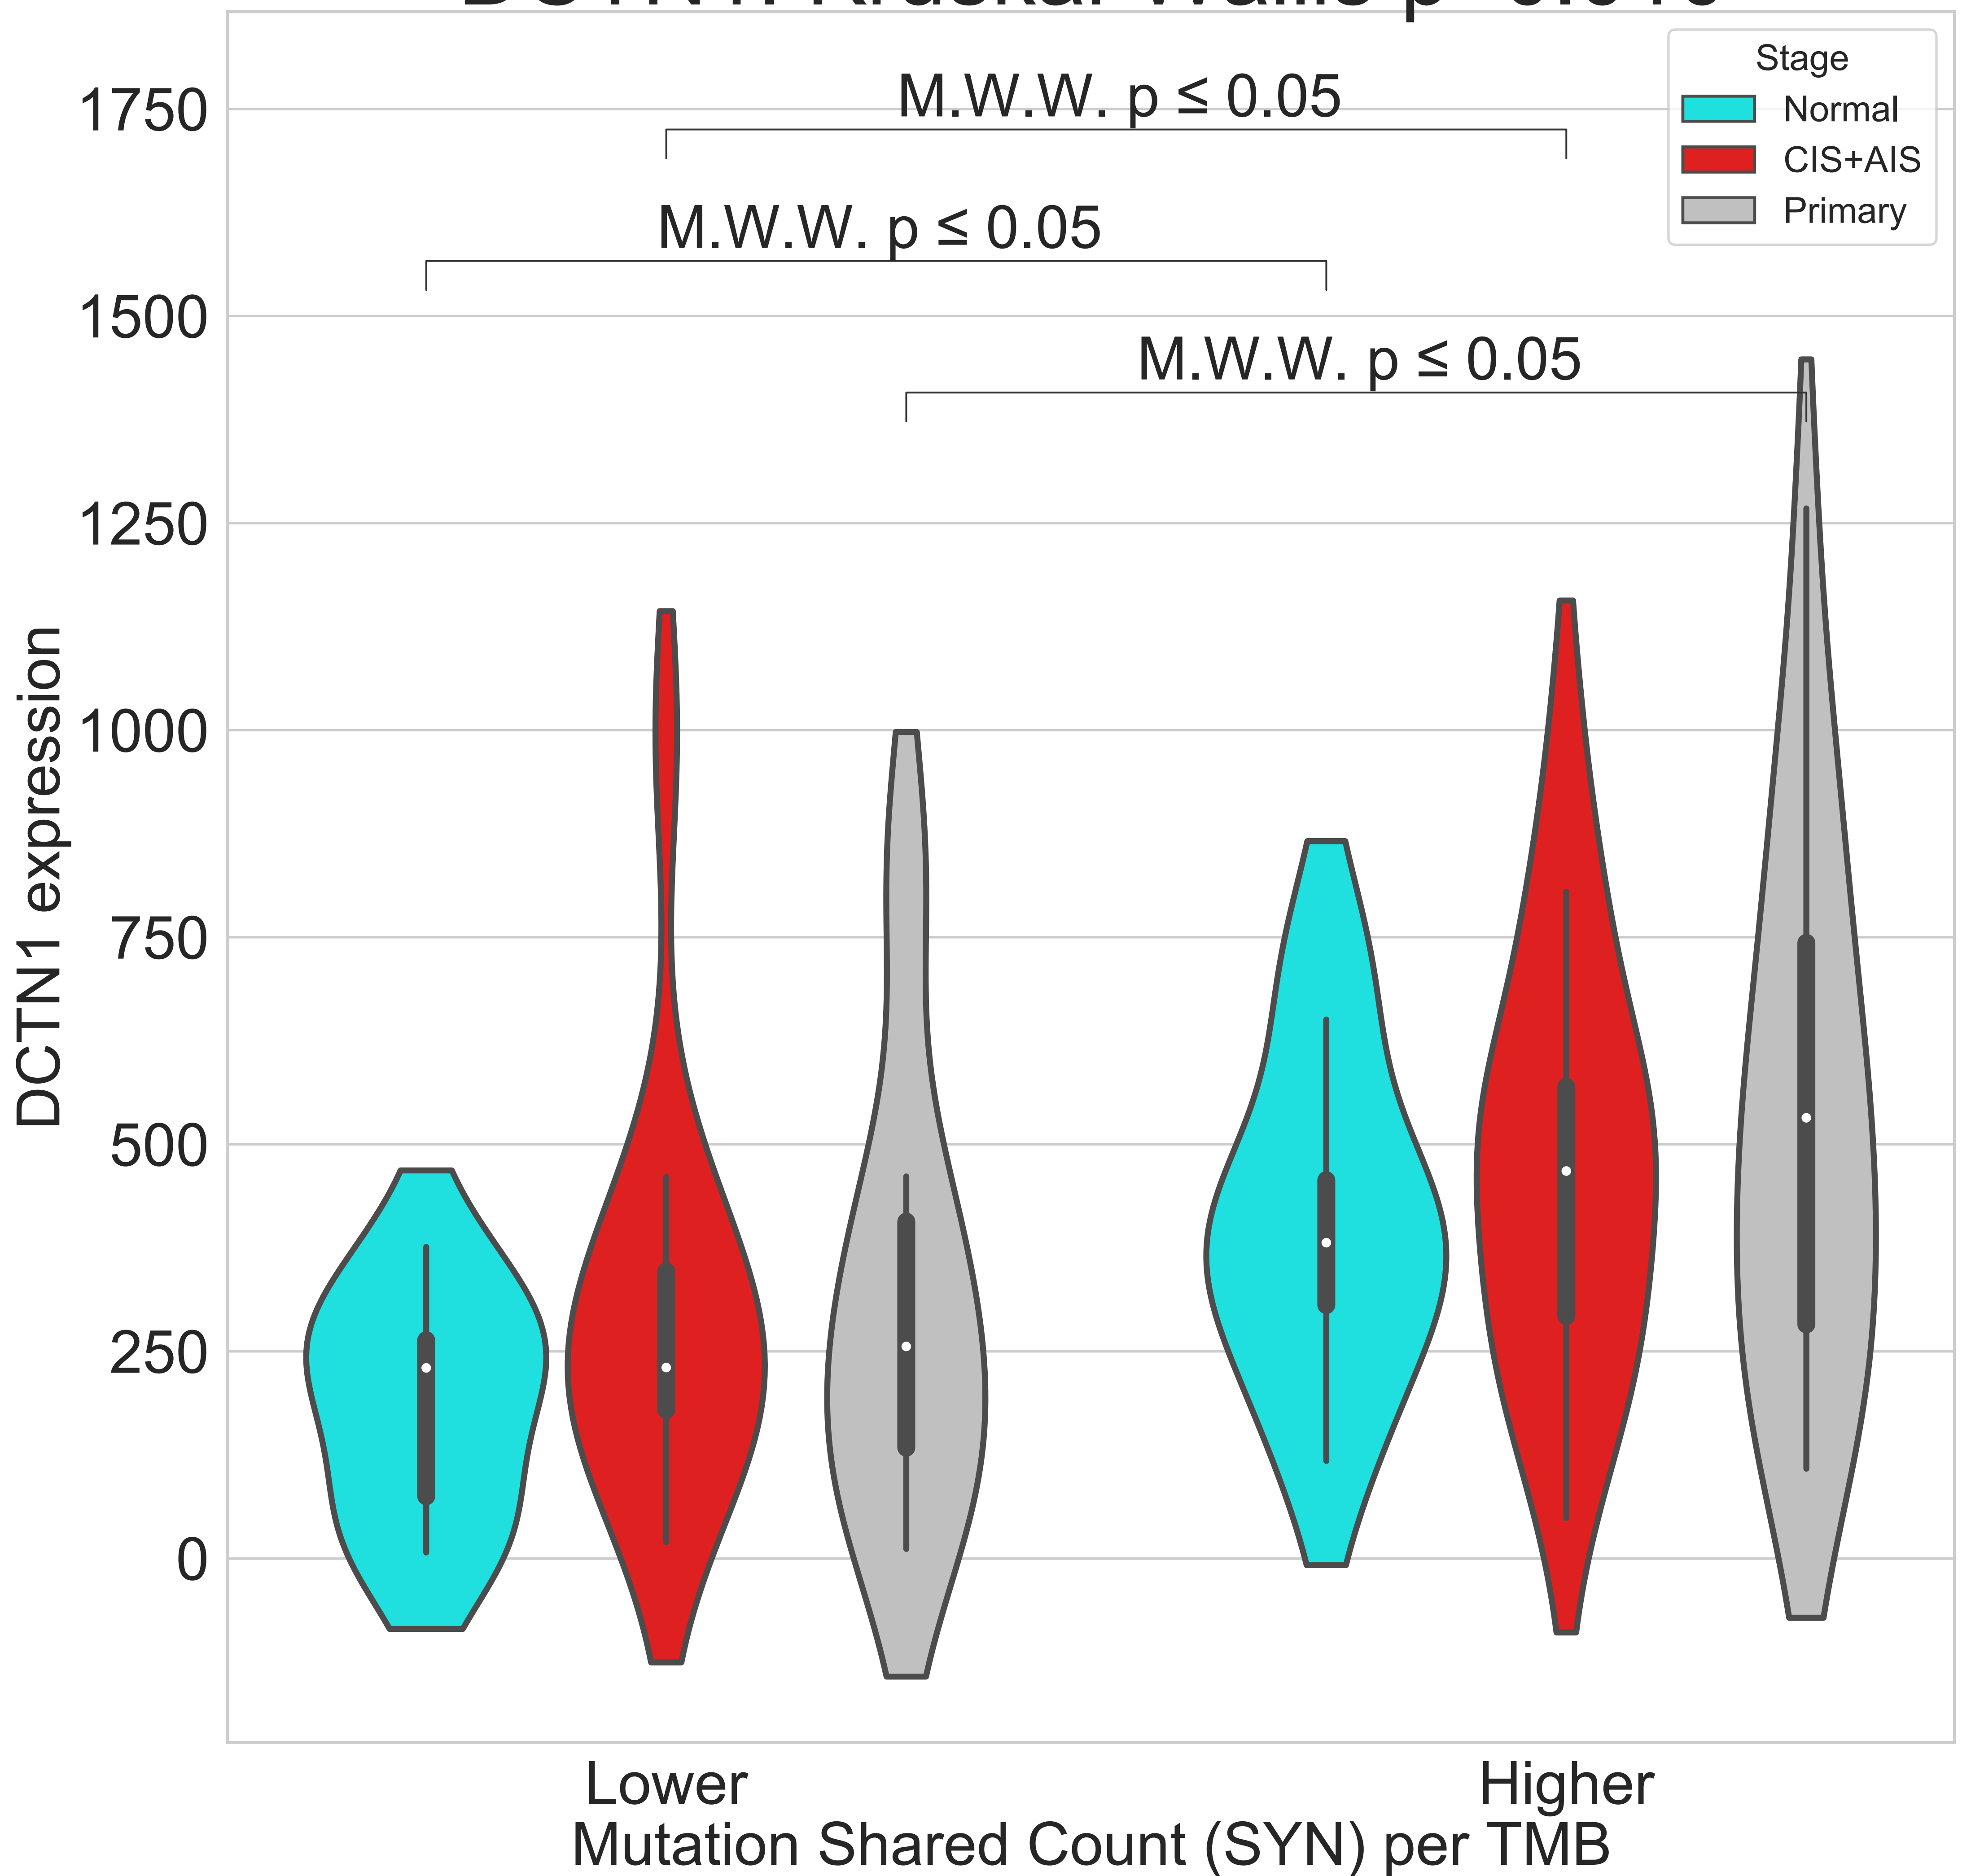 M.W.W. p ≤ 0.05
M.W.W. p ≤ 0.05
M.W.W. p ≤ 0.05
Stage
Normal
CIS+AIS
Primary
1750
1500
1250
1000
750
500
250
0
DCTN1 expression
Lower
Higher
Mutation Shared Count (SYN) per TMB